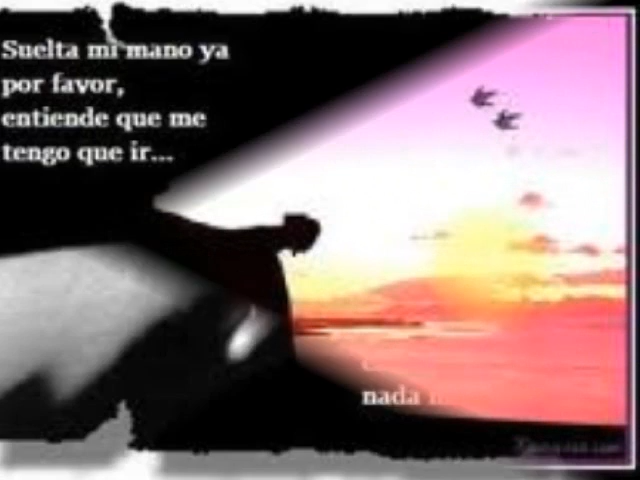 Suelta mi mano ya
por favor,
entiende que me
tengo que ir...
nada